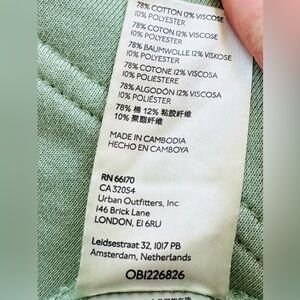 78% COTTON 12% VISCOSE
10% POLYESTER
78% COTON 12% VISCOSE
10% POLYESTER
78% BAUMWOLLE 12% VISKOSE
10% POLYESTER
78% COTONE 12% VISCOSA
10% POLIESTERE
78% ALGODÓN 12% VISCOSA
10% POLIÉSTER
78% 棉 12% 粘胶纤维
10% 聚酯纤维
MADE IN CAMBODIA
HECHO EN CAMBOYA
RN 66170
CA 32054
Urban Outfitters, Inc.
146 Brick Lane
LONDON, E1 6RU
Leidsestraat 32, 1017 PB
Amsterdam, Netherlands
OB1226826